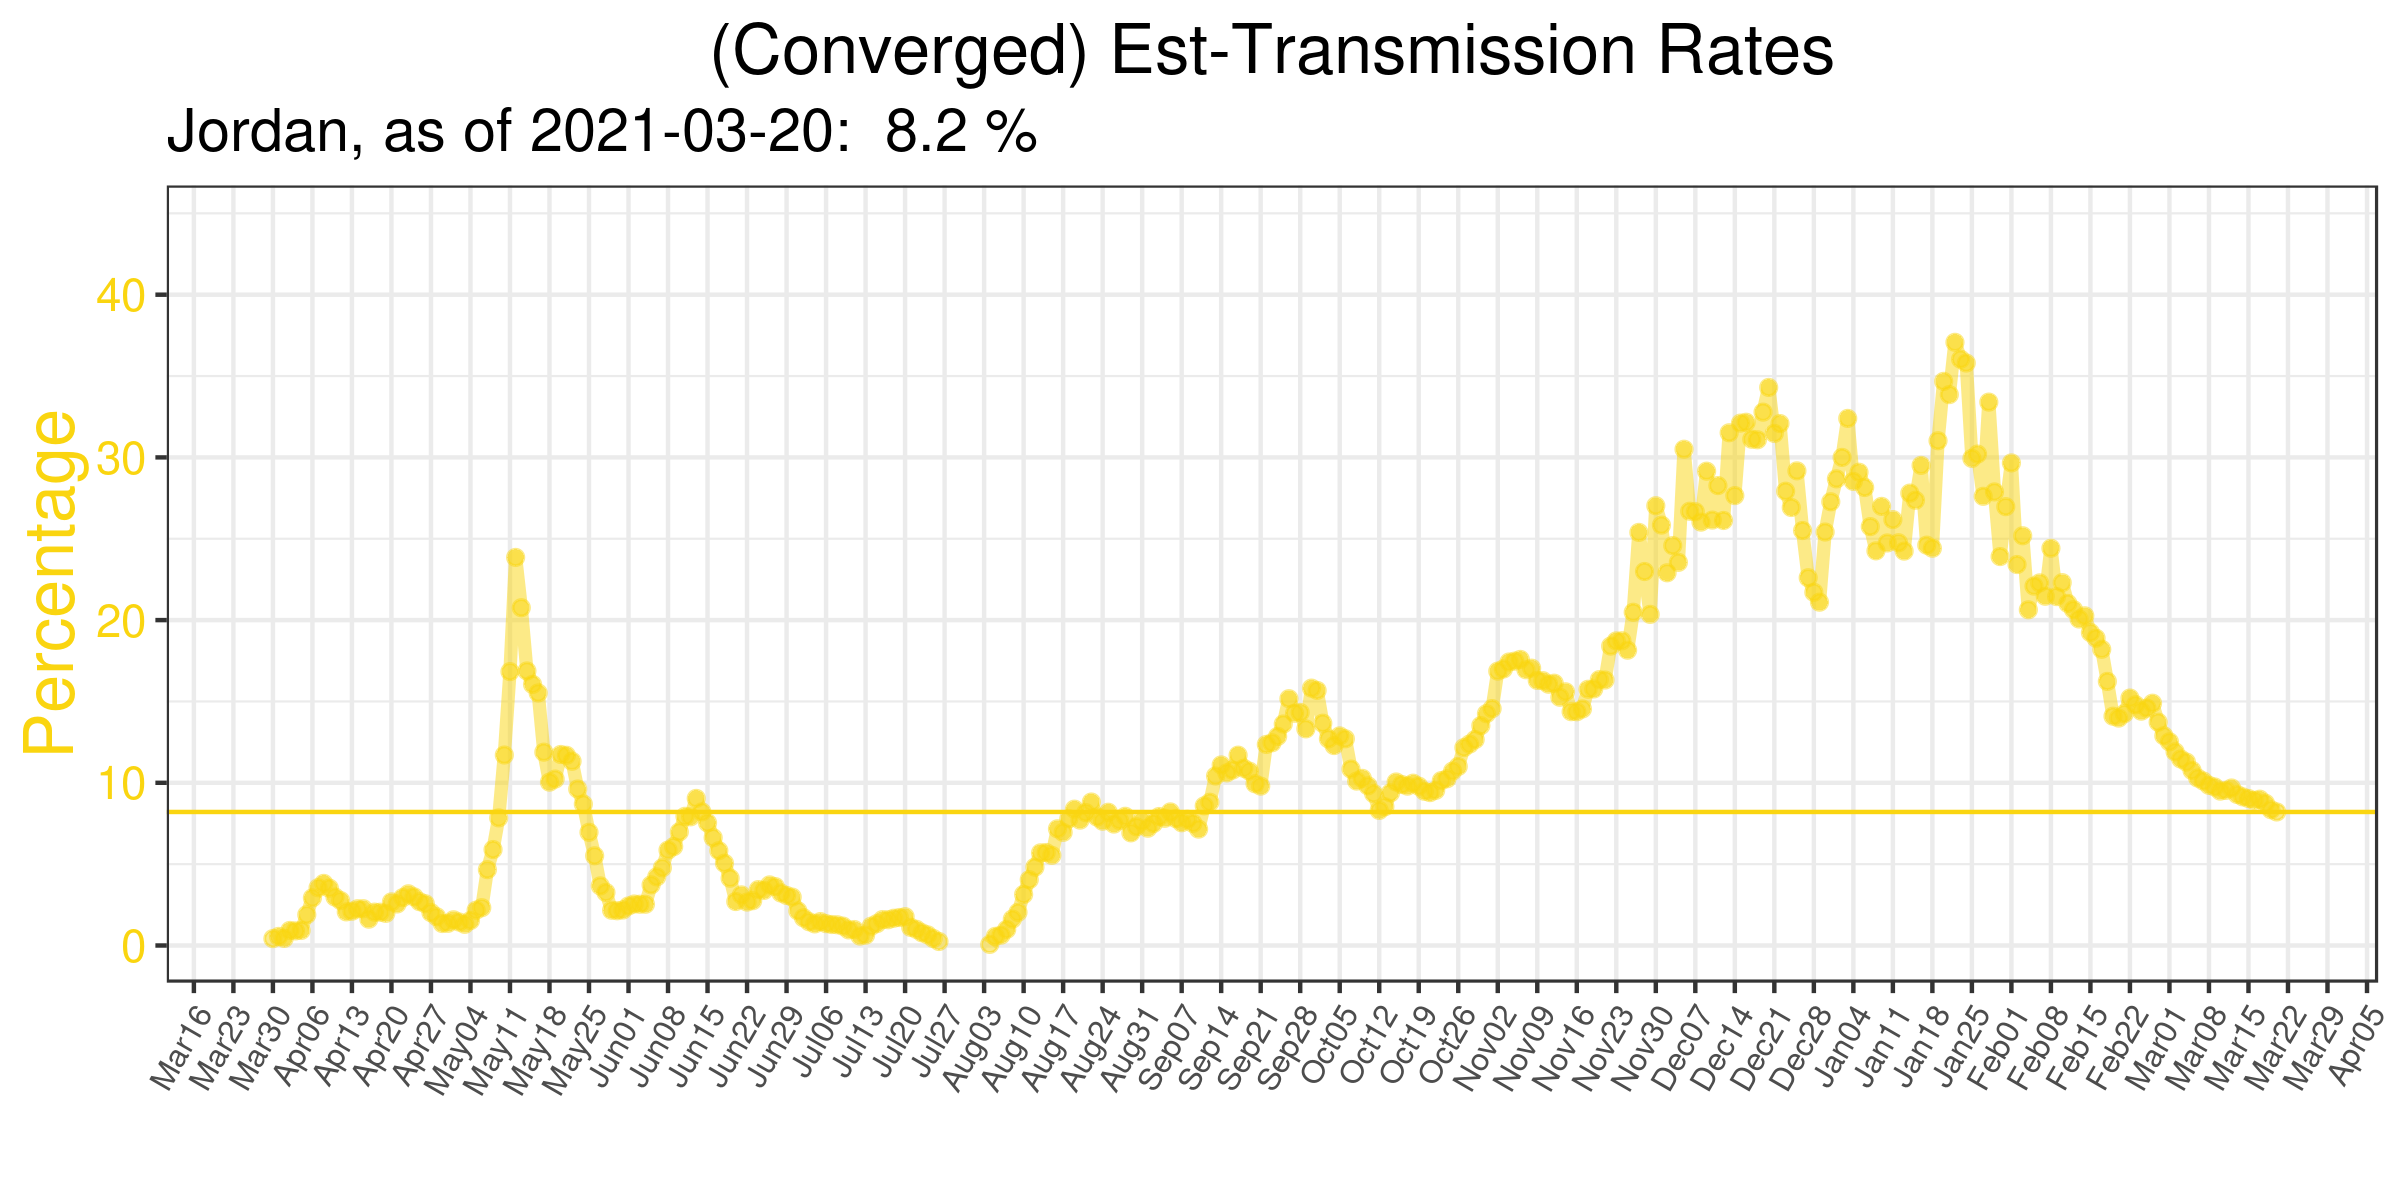 (Converged) Est-Transmission Rates
Jordan, as of 2021-03-20:  8.2 %
Percentage
40
30
20
10
0
Mar16
Mar23
Mar30
Apr06
Apr13
Apr20
Apr27
May04
May11
May18
May25
Jun01
Jun08
Jun15
Jun22
Jun29
Jul06
Jul13
Jul20
Jul27
Aug03
Aug10
Aug17
Aug24
Aug31
Sep07
Sep14
Sep21
Sep28
Oct05
Oct12
Oct19
Oct26
Nov02
Nov09
Nov16
Nov23
Nov30
Dec07
Dec14
Dec21
Dec28
Jan04
Jan11
Jan18
Jan25
Feb01
Feb08
Feb15
Feb22
Mar01
Mar08
Mar15
Mar22
Mar29
Apr05